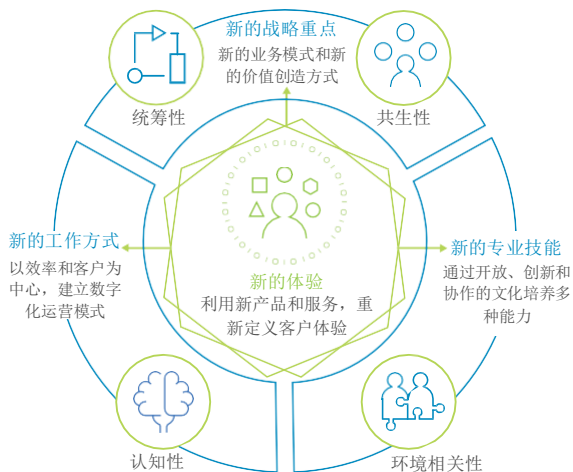 新的战略重点
新的业务模式和新
的价值创造方式
统筹性
共生性
新的工作方式
以效率和客户为
中心，建立数字
化运营模式
新的体验
利用新产品和服务，重
新定义客户体验
新的专业技能
通过开放、创新和
协作的文化培养多
种能力
认知性
环境相关性